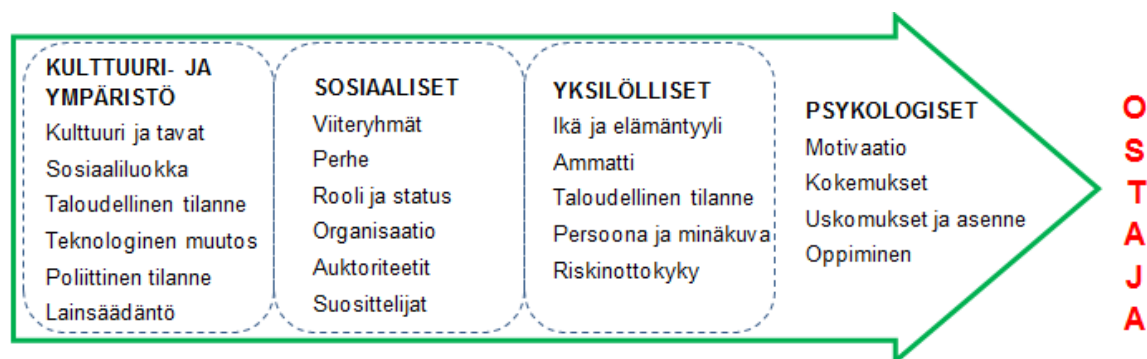 KULTTUURI- JA
YMPÄRISTÖ
Kulttuuri ja tavat
Sosiaaliluokka
Taloudellinen tilanne
Teknologinen muutos
Poliittinen tilanne
Lainsäädäntö
SOSIAALISET
Viiteryhmät
Perhe
Rooli ja status
Organisaatio
Auktoriteetit
Suosittelijat
YKSILÖLLISET
Ikä ja elämäntyyli
Ammatti
Taloudellinen tilanne
Persoona ja minäkuva
Riskinottokyky
PSYKOLOGISET
Motivaatio
Kokemukset
Uskomukset ja asenne
Oppiminen
O
S
T
A
J
A